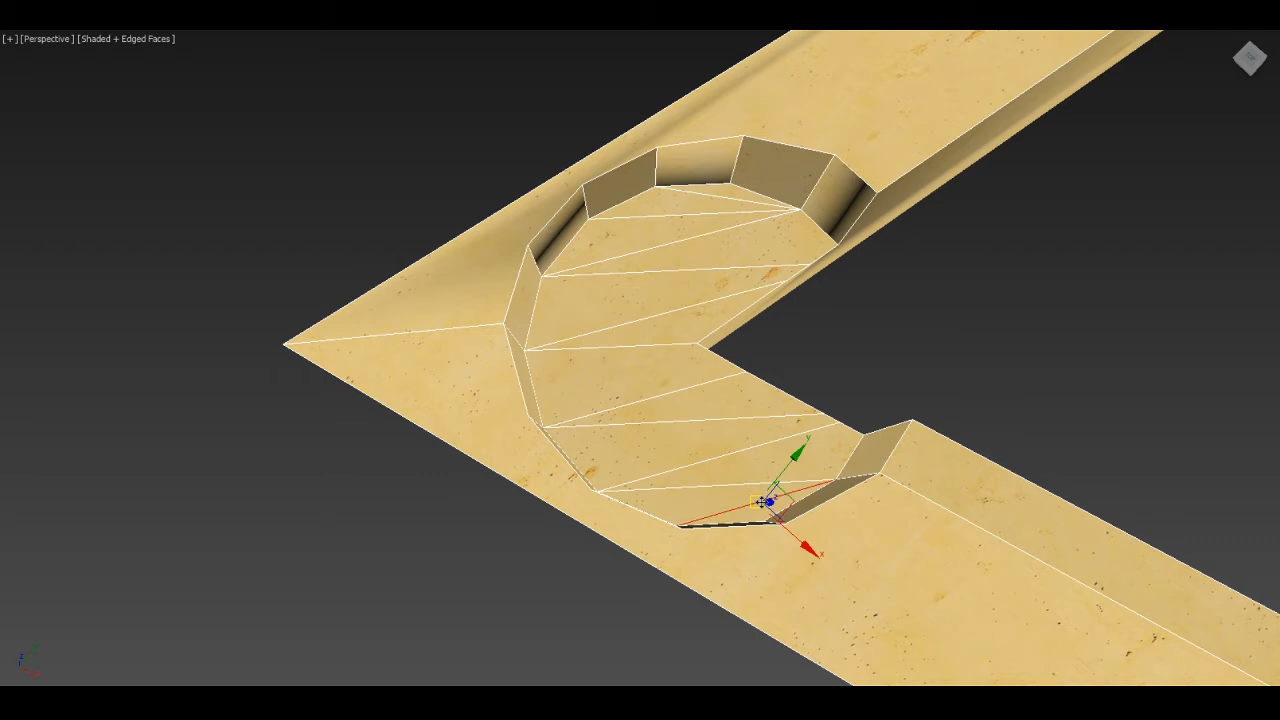 [+] [Perspective ] [Shaded + Edged Faces ]
y
z
x
z